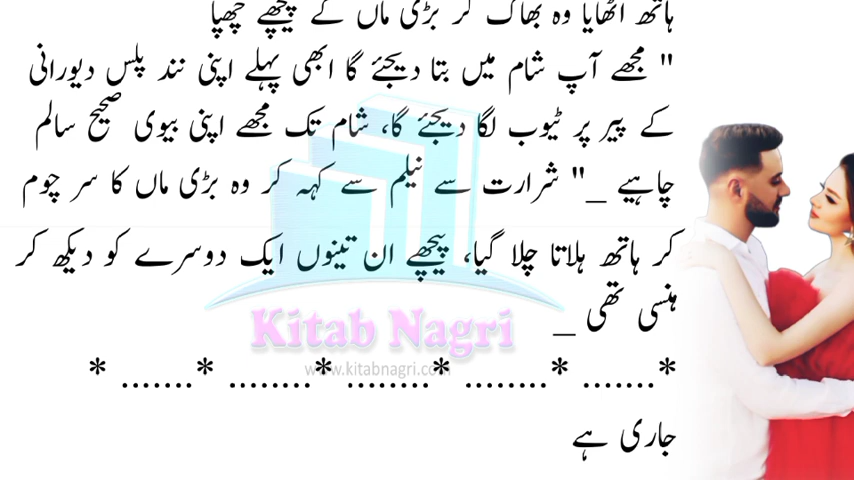 ہاتھ اٹھایا وہ بھاگ کر بڑی ماں کے پیچھے چھپا
" مجھے آپ شام میں بتا دیجئے گا ابھی پہلے اپنی نند پلس دیورانی
کے پیر پر ٹیوب لگا دیجئے گا، شام تک مجھے اپنی بیوی صحیح سالم
چاہیے _" شرارت سے نیلم سے کہہ کر وہ بڑی ماں کا سر چوم
کر ہاتھ ہلاتا چلا گیا، پیچھے ان تینوں ایک دوسرے کو دیکھ کر
ہنسی تھی _
Kitab Nagri
www.kitabnagri.com
*.......*........*........*........*.......*
جاری ہے